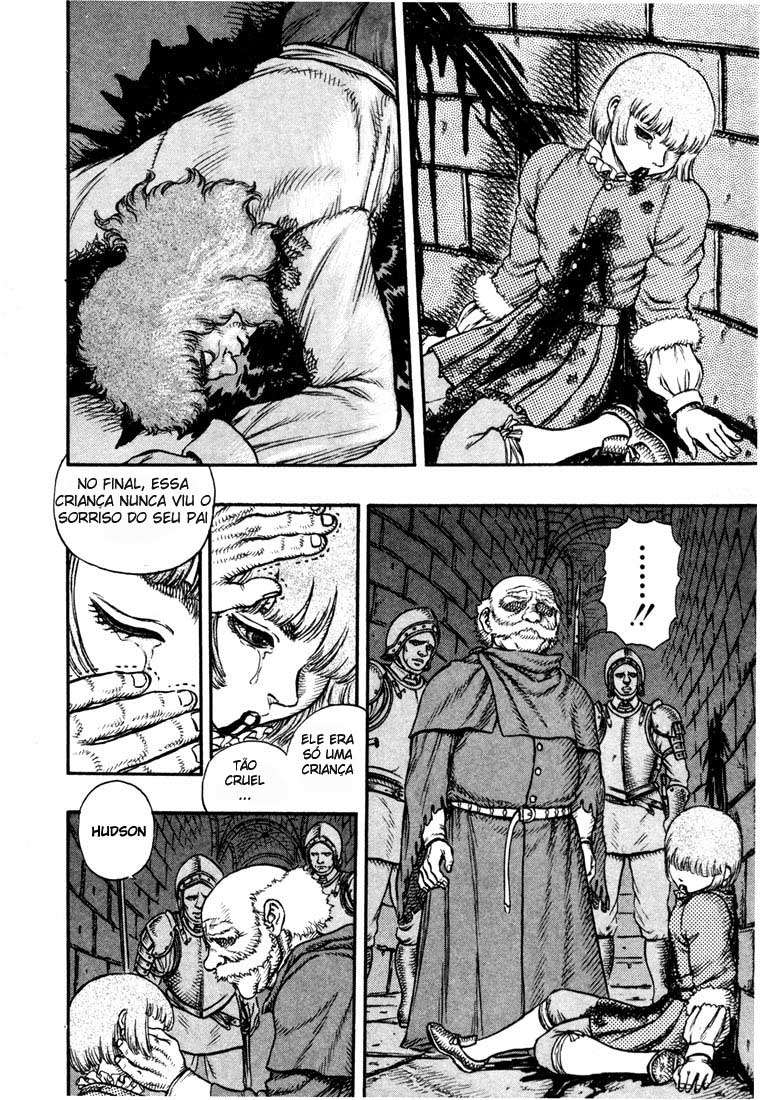 ......!!
ELE ERA
SÓ UMA
CRIANÇA
TÃO
CRUEL
...
NO FINAL, ESSA
CRIANÇA NUNCA VIU O
SORRISO DO SEU PAI
HUDSON